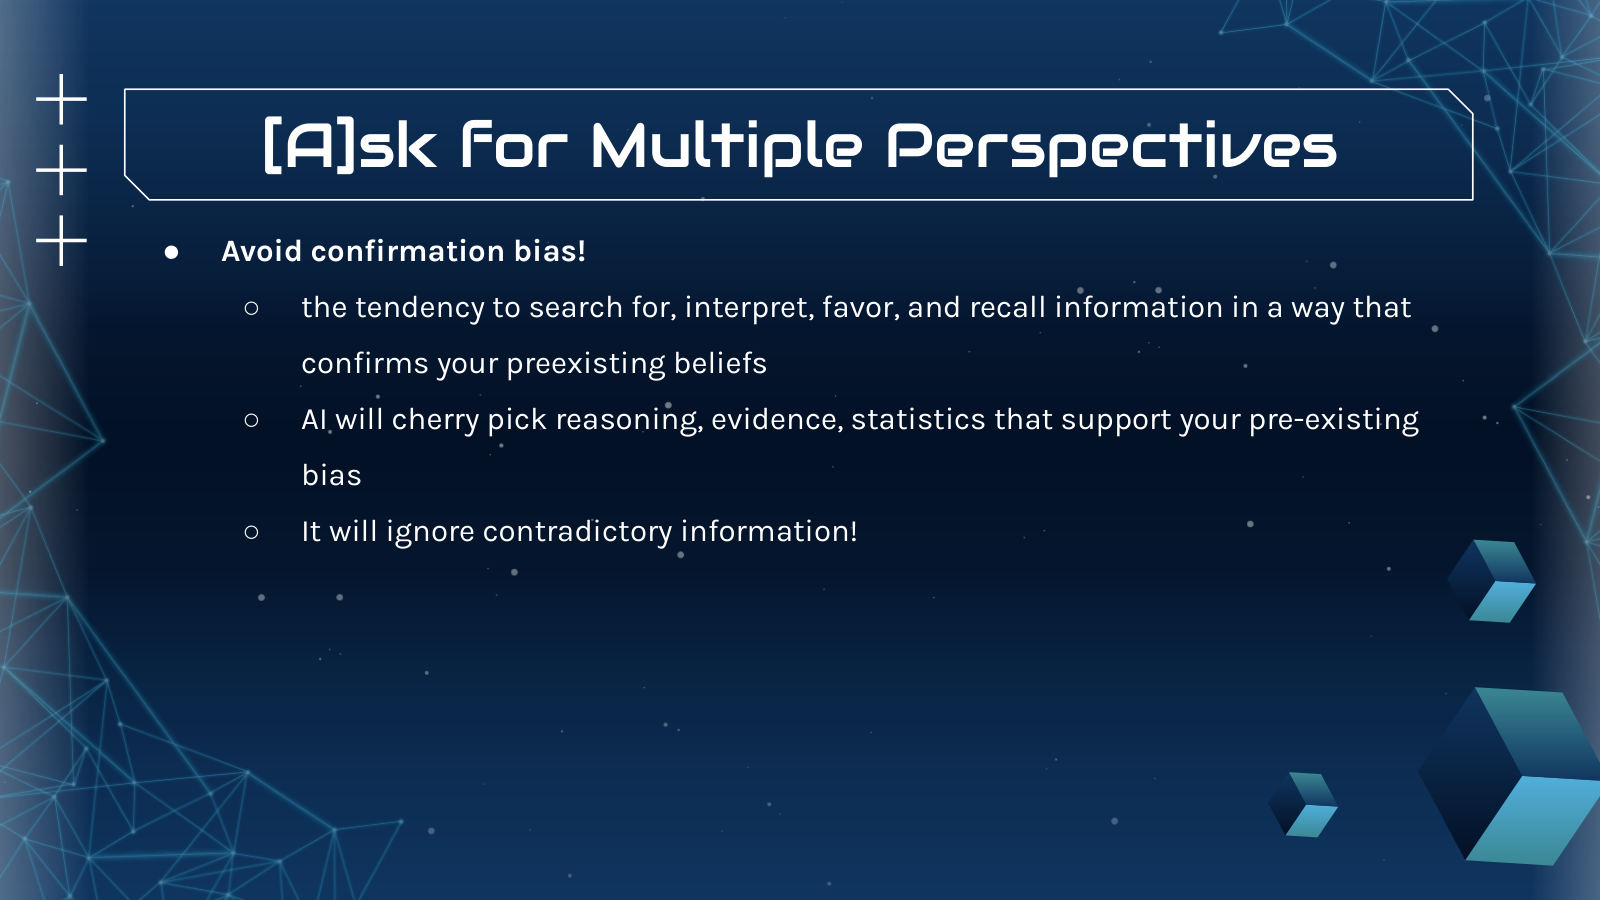 [A]sk for Multiple Perspectives
● Avoid confirmation bias!
○ the tendency to search for, interpret, favor, and recall information in a way that
confirms your preexisting beliefs
○ AI will cherry pick reasoning, evidence, statistics that support your pre-existing
bias
○ It will ignore contradictory information!